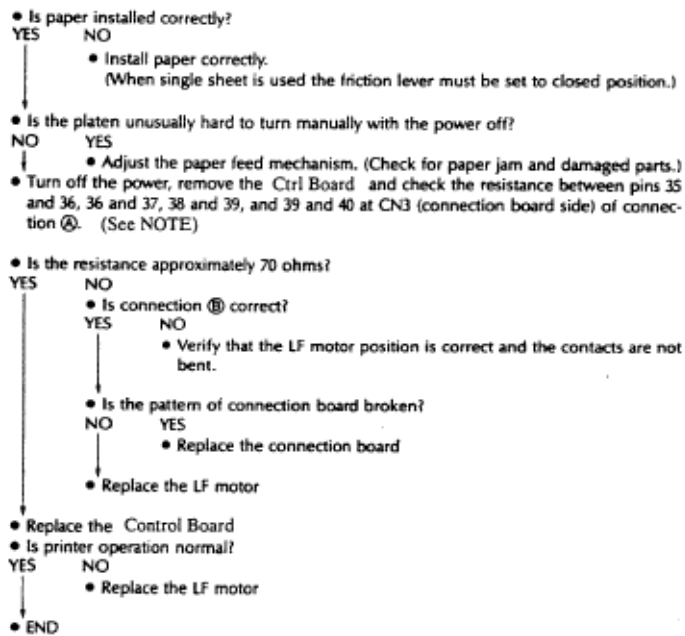 • Is paper installed correctly?
YES NO
• Install paper correctly.
(When single sheet is used the friction lever must be set to closed position.)
• Is the platen unusually hard to turn manually with the power off?
NO YES
• Adjust the paper feed mechanism. (Check for paper jam and damaged parts.)
• Turn off the power, remove the Ctrl Board and check the resistance between pins 35
and 36, 36 and 37, 38 and 39, and 39 and 40 at CN3 (connection board side) of connec-
tion Ⓐ. (See NOTE)
• Is the resistance approximately 70 ohms?
YES NO
• Is connection Ⓑ correct?
YES NO
• Verify that the LF motor position is correct and the contacts are not
bent.
• Is the pattern of connection board broken?
NO YES
• Replace the connection board
• Replace the LF motor
• Replace the Control Board
• Is printer operation normal?
YES NO
• Replace the LF motor
• END